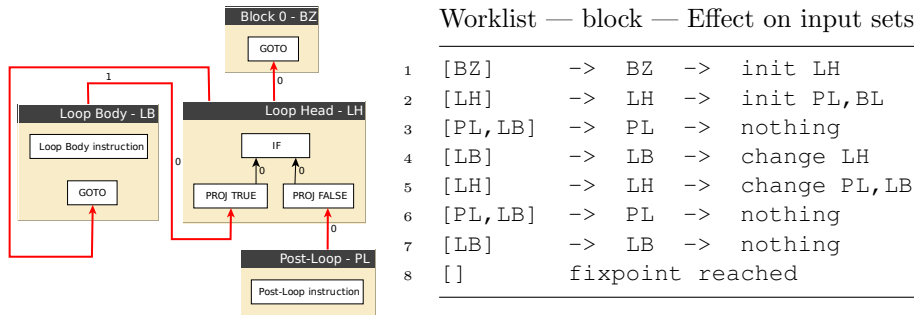 Block 0 - BZ
GOTO
0
1
Loop Body - LB
Loop Body instruction
GOTO
0
Loop Head - LH
IF
0 0
PROJ TRUE PROJ FALSE
0
Post-Loop - PL
Post-Loop instruction
Worklist — block — Effect on input sets
1 [BZ] -> BZ -> init LH
2 [LH] -> LH -> init PL,BL
3 [PL,LB] -> PL -> nothing
4 [LB] -> LB -> change LH
5 [LH] -> LH -> change PL,LB
6 [PL,LB] -> PL -> nothing
7 [LB] -> LB -> nothing
8 [] fixpoint reached